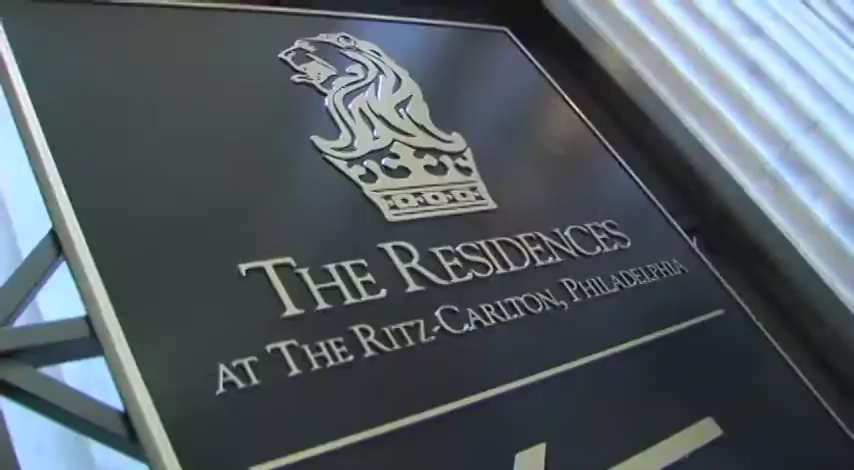 THE RESIDENCES
AT THE RITZ-CARLTON, PHILADELPHIA